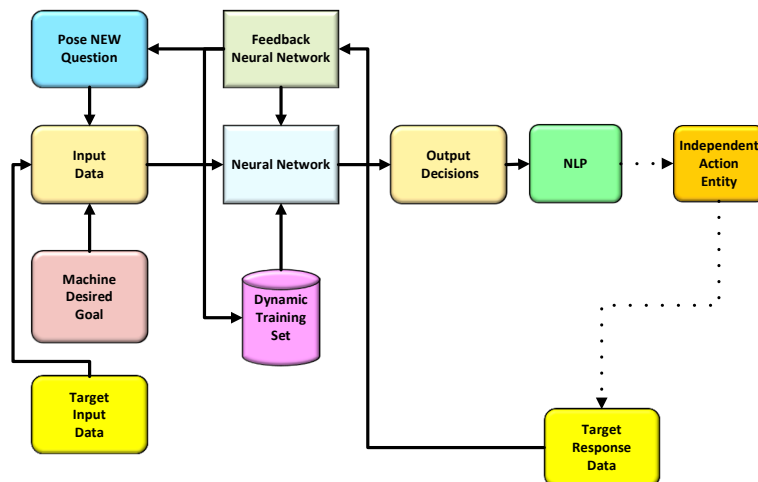 Pose NEW
Question
Feedback
Neural Network
Input
Data
Neural Network
Output
Decisions
NLP
Independent
Action
Entity
Machine
Desired
Goal
Dynamic
Training
Set
Target
Input
Data
Target
Response
Data